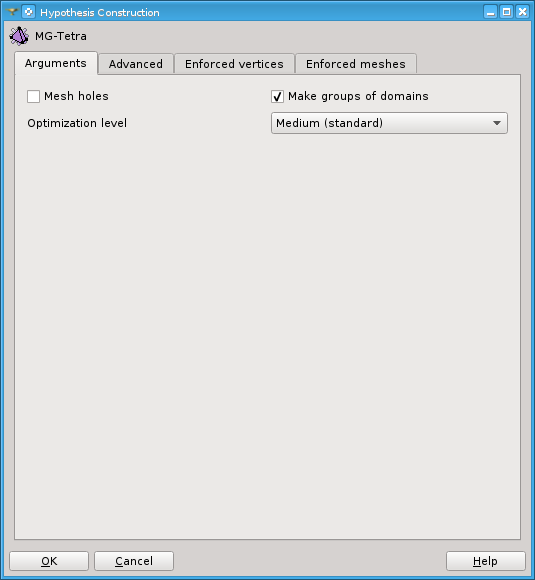 Hypothesis Construction
MG-Tetra
Arguments Advanced Enforced vertices Enforced meshes
Mesh holes Make groups of domains
Optimization level Medium (standard)
OK Cancel Help